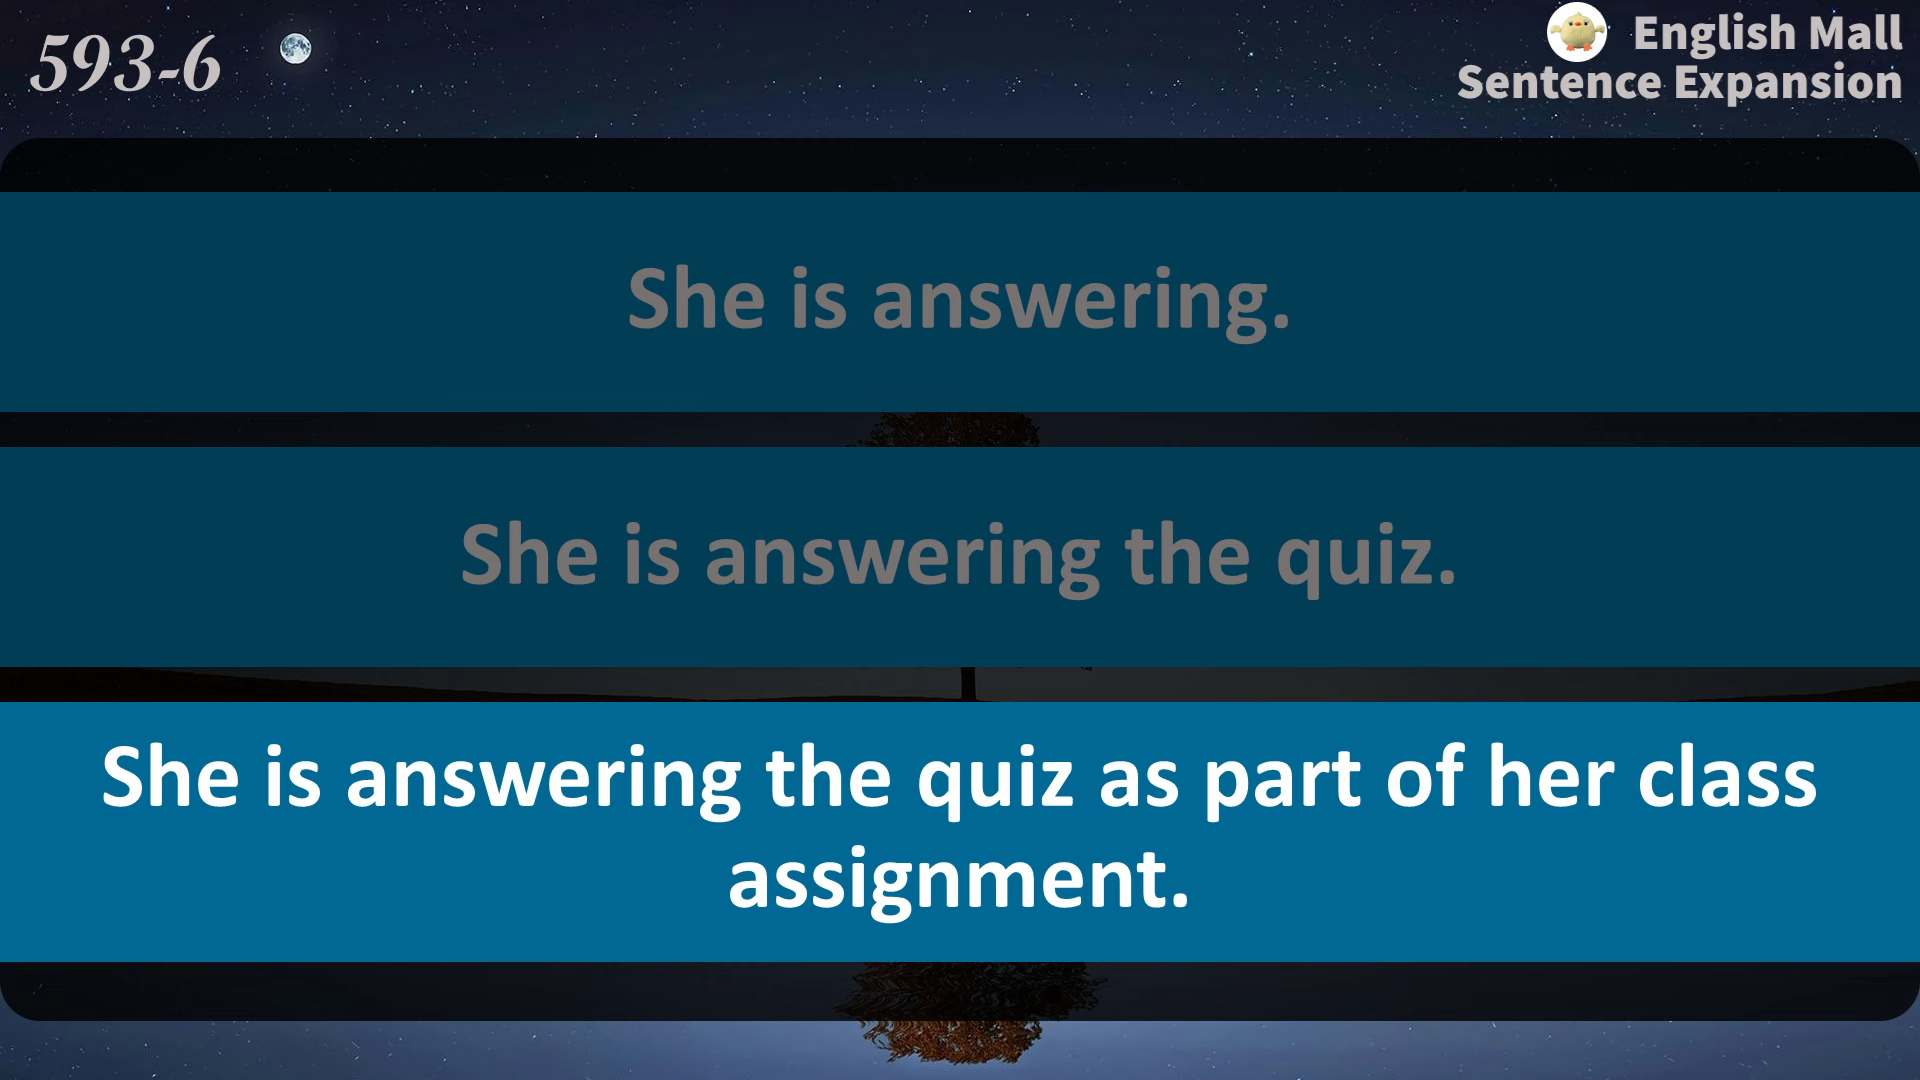 593-6
English Mall
Sentence Expansion
She is answering.
She is answering the quiz.
She is answering the quiz as part of her class
assignment.